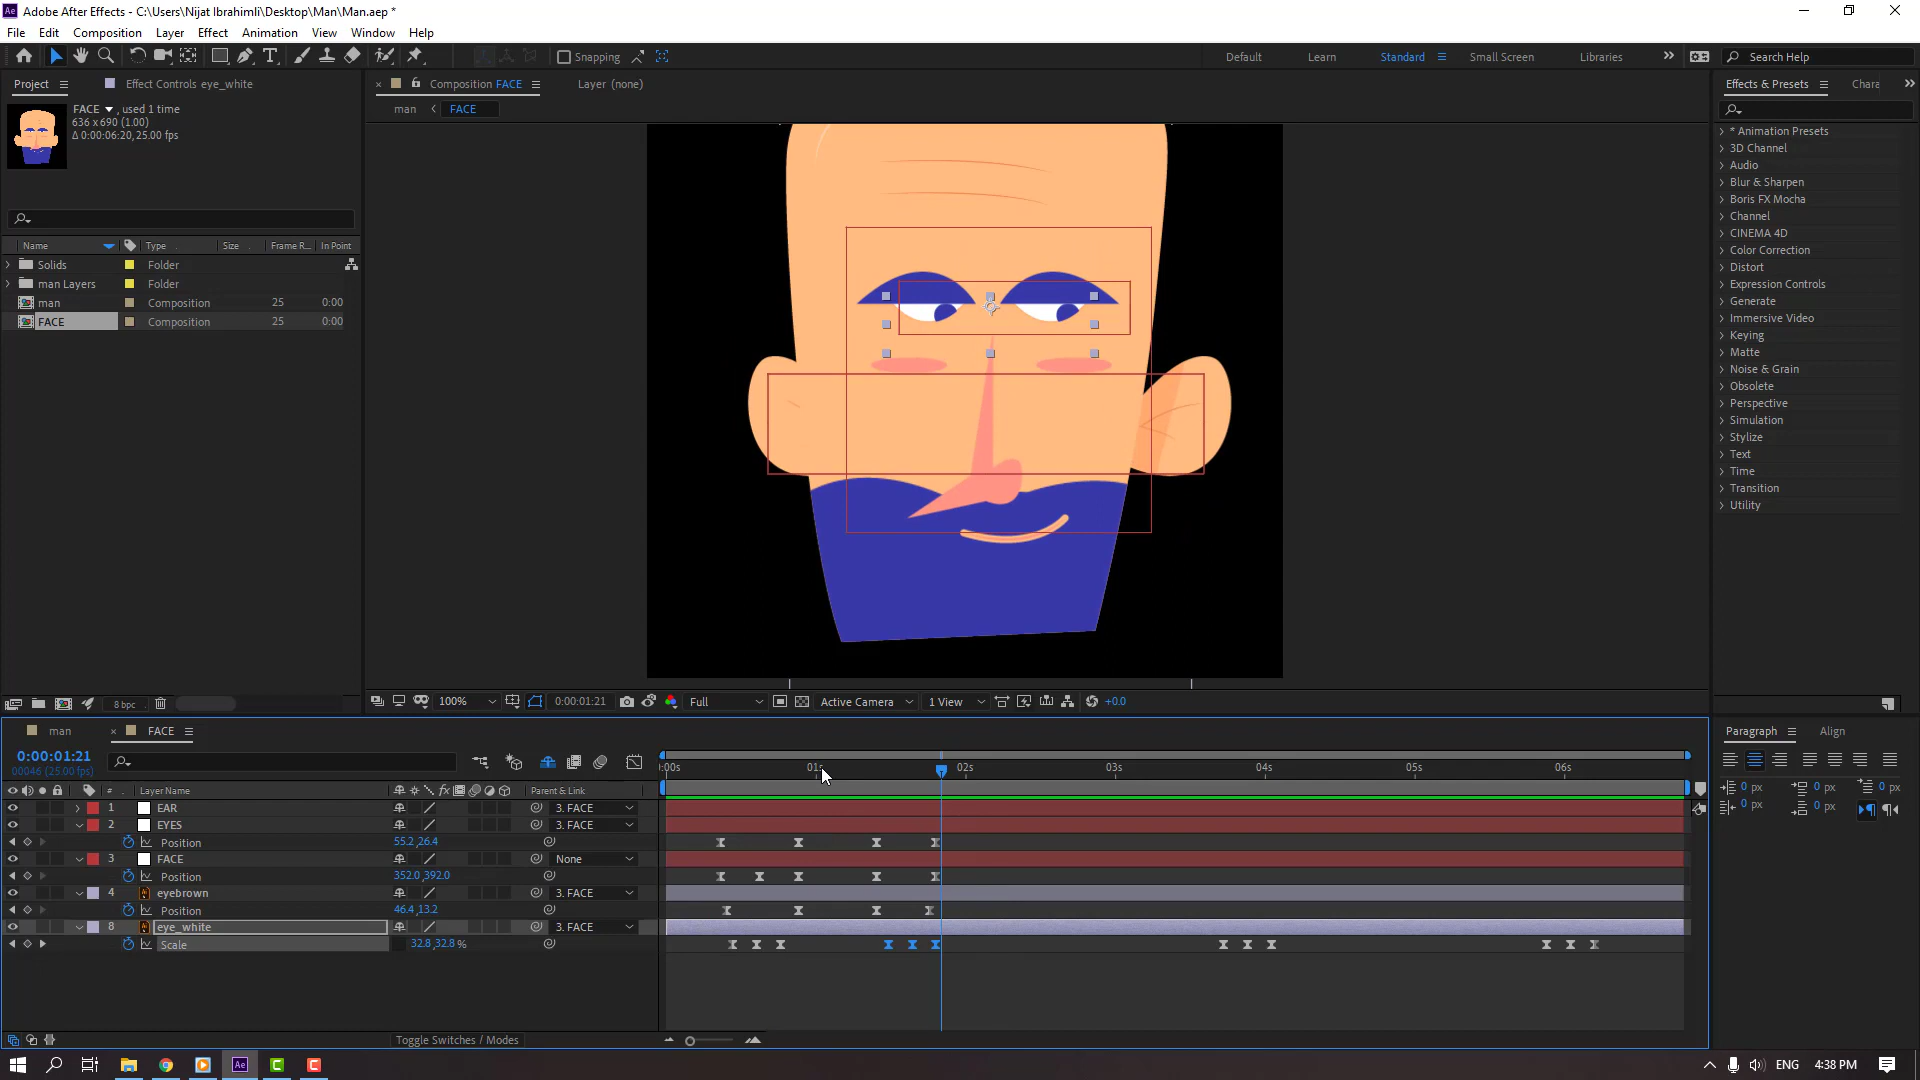 Adobe After Effects - C:\Users\Nijat Ibrahimli\Desktop\Man\Man.aep *
File Edit Composition Layer Effect Animation View Window Help
Snapping
Default Learn Standard Small Screen Libraries Search Help
Project Effect Controls eye_white
Composition FACE Layer (none)
Effects & Presets Chara
FACE , used 1 time
636 x 690 (1.00)
Δ 0:00:06:20, 25.00 fps
man FACE
* Animation Presets
3D Channel
Audio
Blur & Sharpen
Boris FX Mocha
Channel
CINEMA 4D
Color Correction
Distort
Expression Controls
Generate
Immersive Video
Keying
Matte
Noise & Grain
Obsolete
Perspective
Simulation
Stylize
Text
Time
Transition
Utility
Name Type Size Frame R... In Point
Solids Folder
man Layers Folder
man Composition 25 0:00
FACE Composition 25 0:00
8 bpc
100% 0:00:01:21 Full Active Camera 1 View +0.0
man FACE
Paragraph Align
0:00:01:21
00046 (25.00 fps)
:00s 01s 02s 03s 04s 05s 06s
# Layer Name Parent & Link
1 EAR 3. FACE
2 EYES 3. FACE
Position 55.2,26.4
3 FACE None
Position 352.0,392.0
4 eyebrown 3. FACE
Position 46.4,13.2
8 eye_white 3. FACE
Scale 32.8,32.8%
0 px 0 px 0 px
0 px 0 px
Toggle Switches / Modes
ENG 4:38 PM